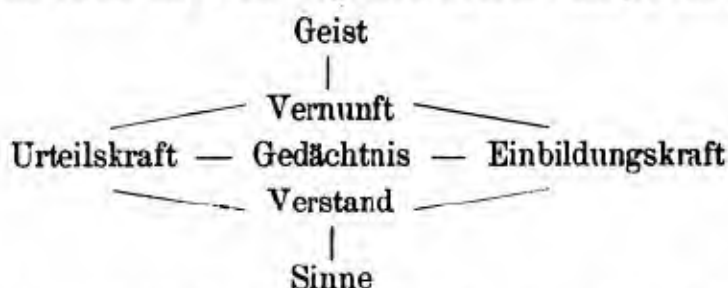 Geist
Vernunft
Urteilskraft — Gedächtnis — Einbildungskraft
Verstand
Sinne